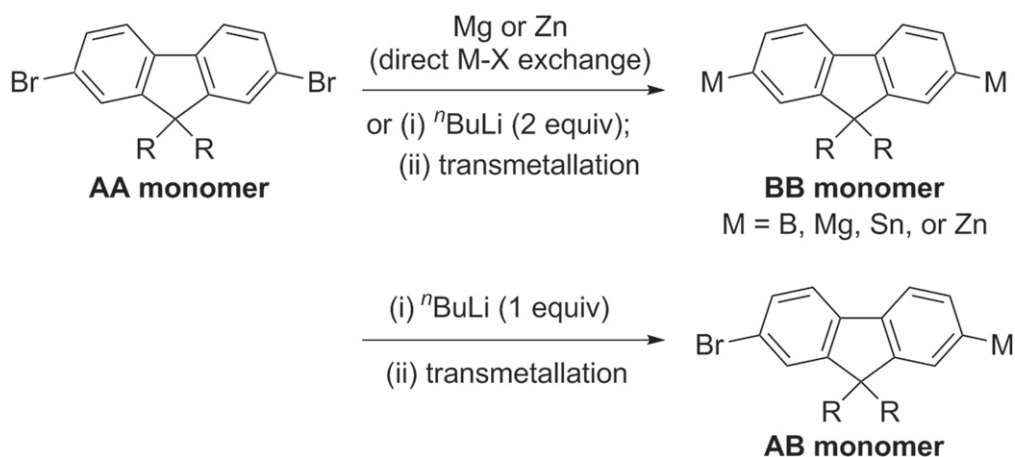 Mg or Zn
(direct M-X exchange)
or (i) ⁿBuLi (2 equiv);
(ii) transmetallation
Br
Br
R R
AA monomer
M
M
R R
BB monomer
M = B, Mg, Sn, or Zn
(i) ⁿBuLi (1 equiv)
(ii) transmetallation
Br
M
R R
AB monomer